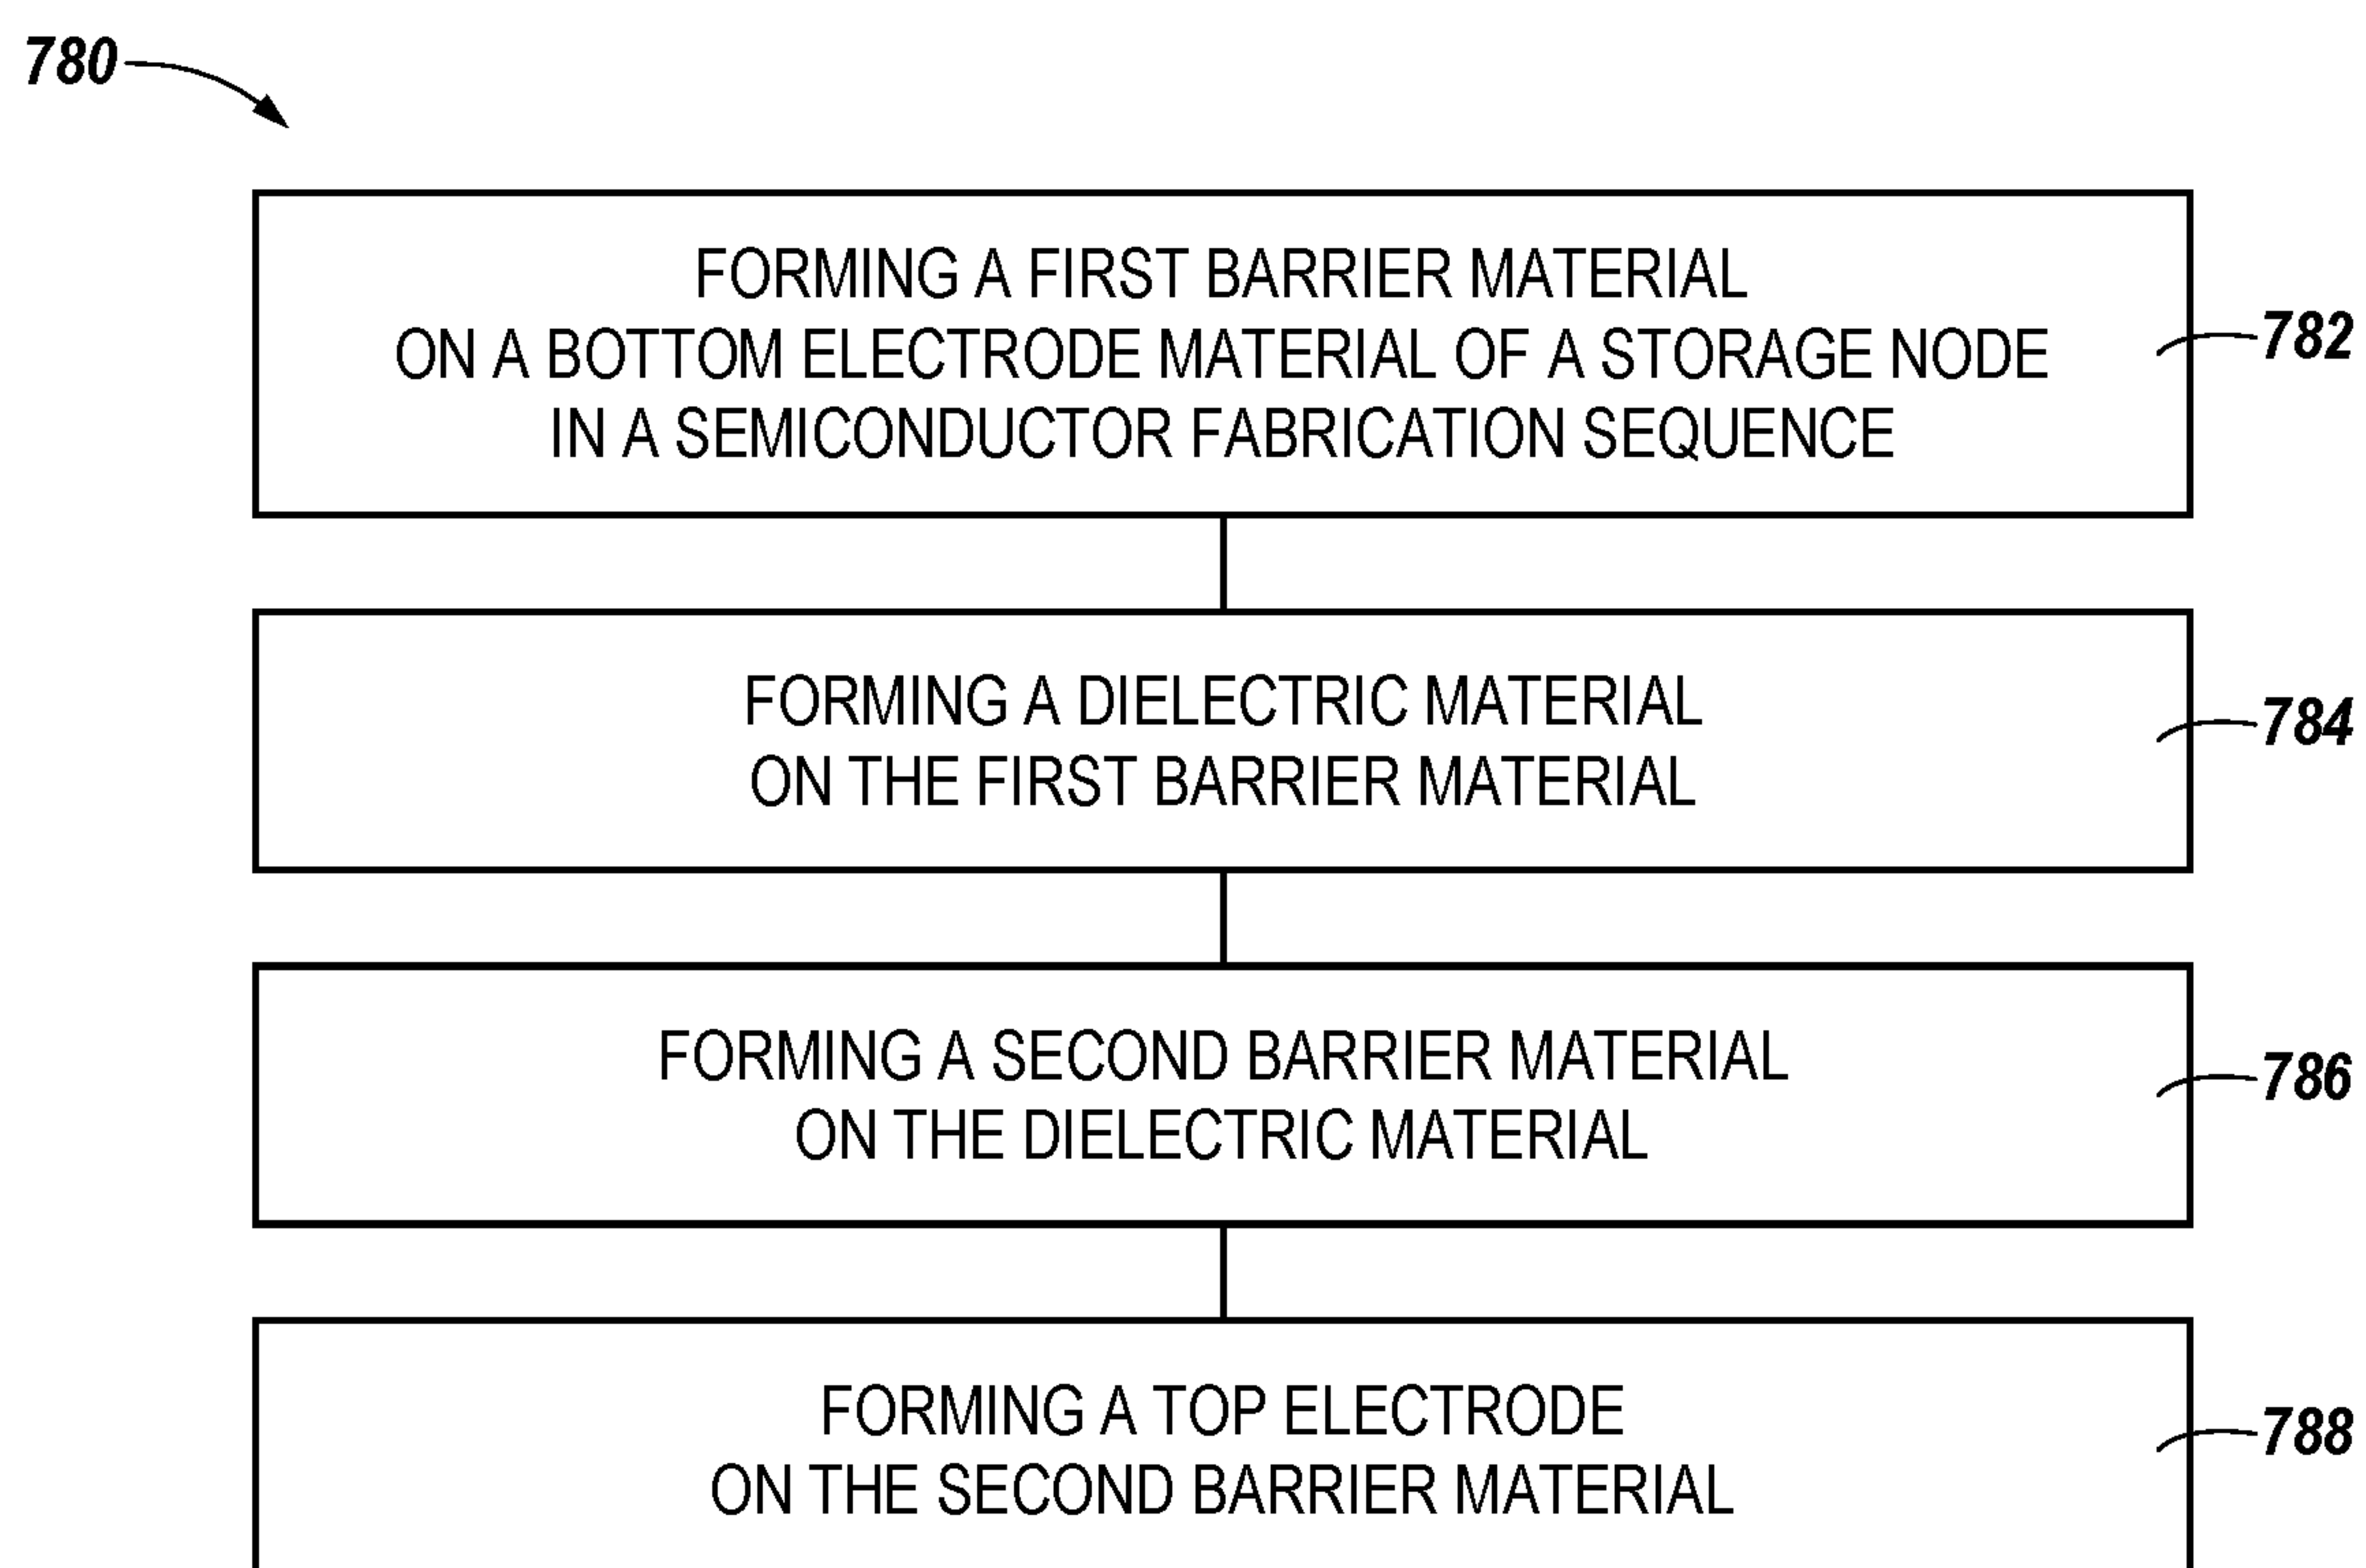 780
FORMING A FIRST BARRIER MATERIAL
ON A BOTTOM ELECTRODE MATERIAL OF A STORAGE NODE
IN A SEMICONDUCTOR FABRICATION SEQUENCE
782
FORMING A DIELECTRIC MATERIAL
ON THE FIRST BARRIER MATERIAL
784
FORMING A SECOND BARRIER MATERIAL
ON THE DIELECTRIC MATERIAL
786
FORMING A TOP ELECTRODE
ON THE SECOND BARRIER MATERIAL
788